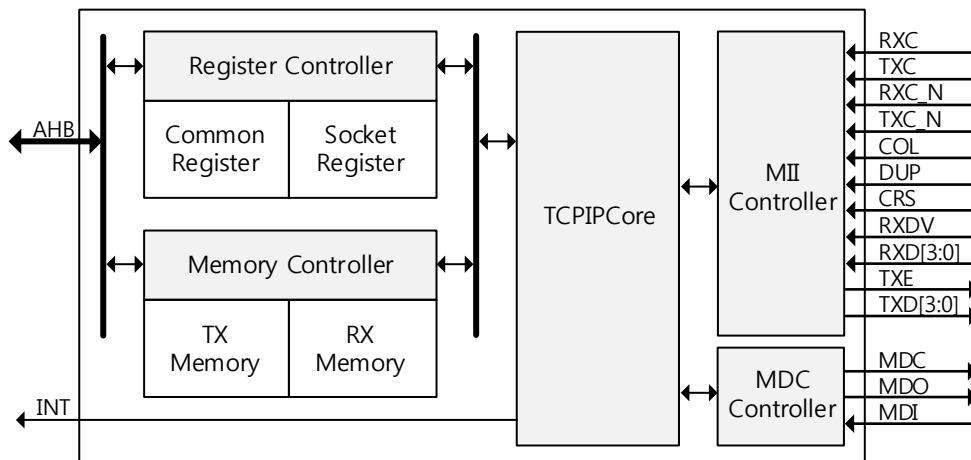 AHB
INT
Register Controller
Common
Register
Socket
Register
Memory Controller
TX
Memory
RX
Memory
TCPIPCore
MII
Controller
MDC
Controller
RXC
TXC
RXC_N
TXC_N
COL
DUP
CRS
RXDV
RXD[3:0]
TXE
TXD[3:0]
MDC
MDO
MDI